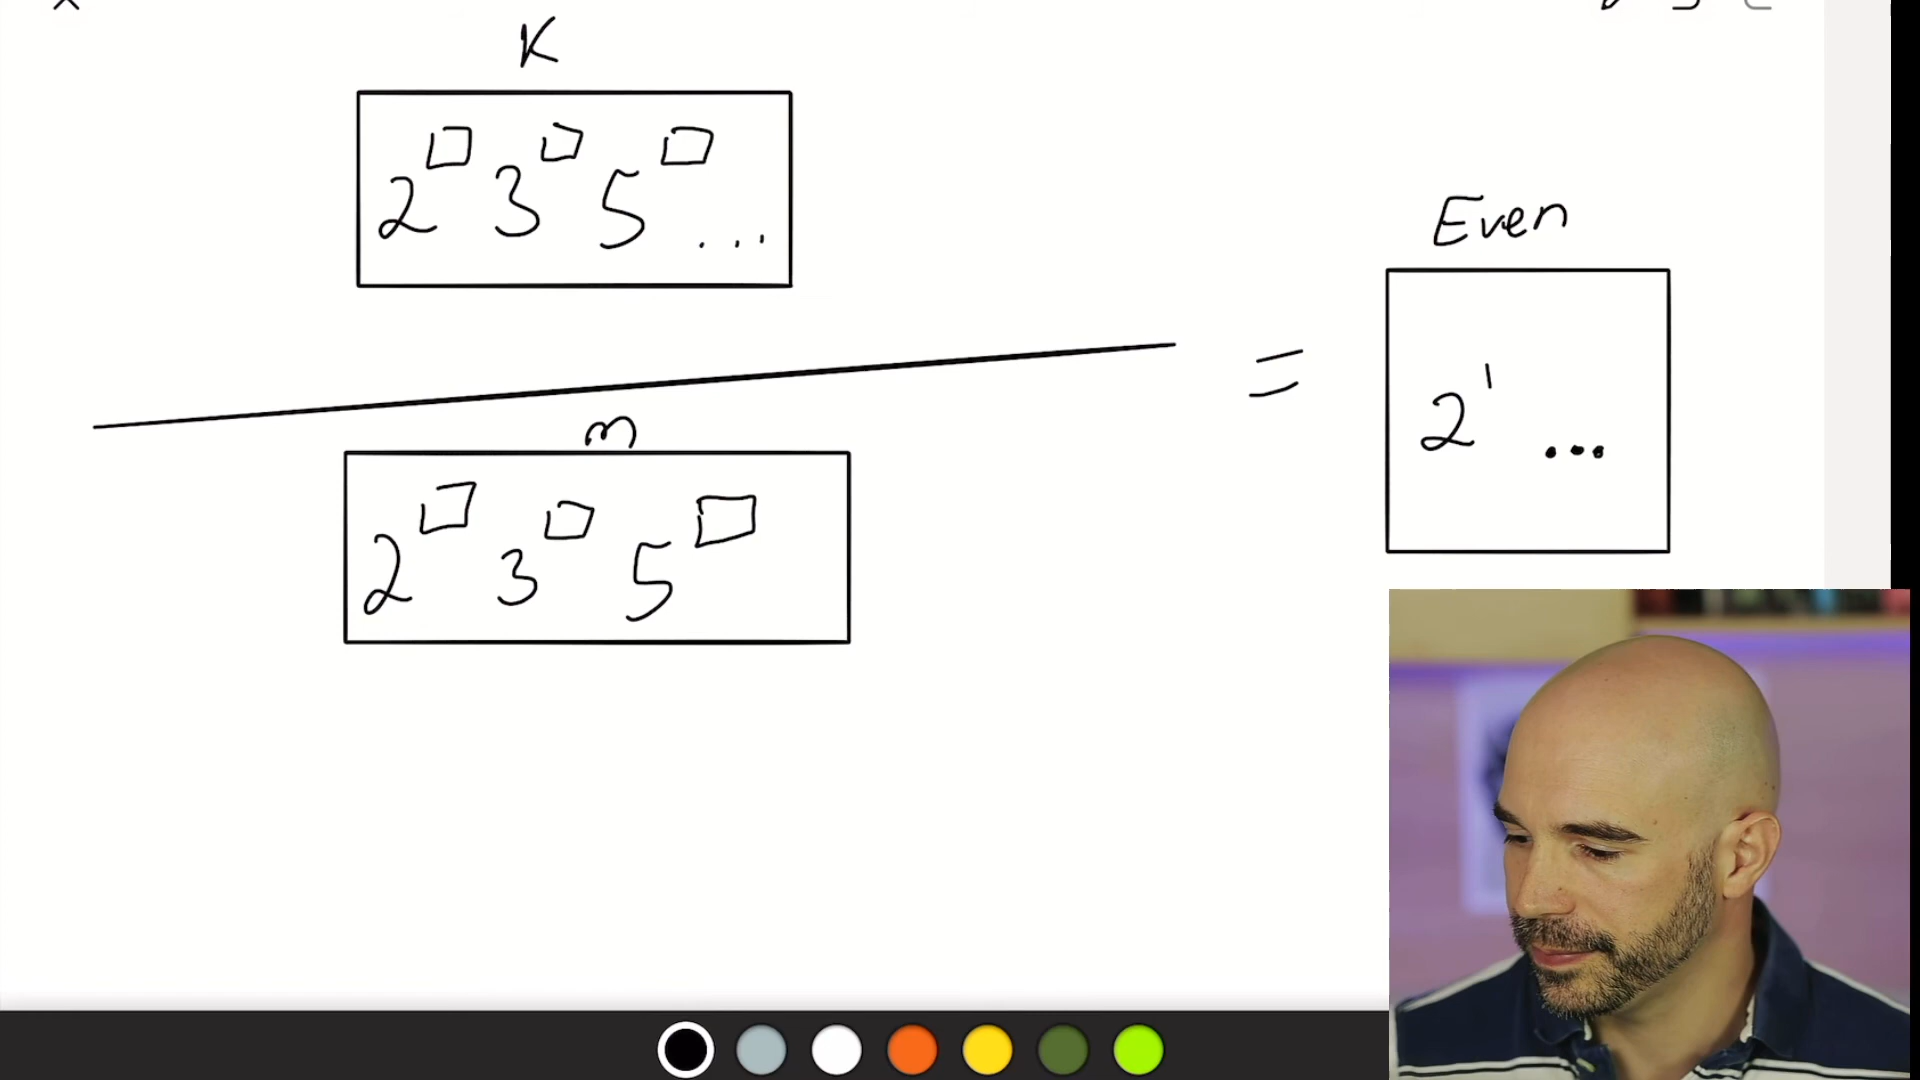 K
2□ 3□ 5□ ...
Even
=
2¹ ...
m
2□ 3□ 5□